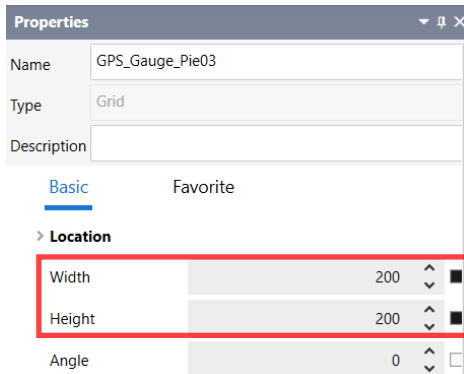 Properties
Name GPS_Gauge_Pie03
Type Grid
Description
Basic Favorite
Location
Width 200
Height 200
Angle 0